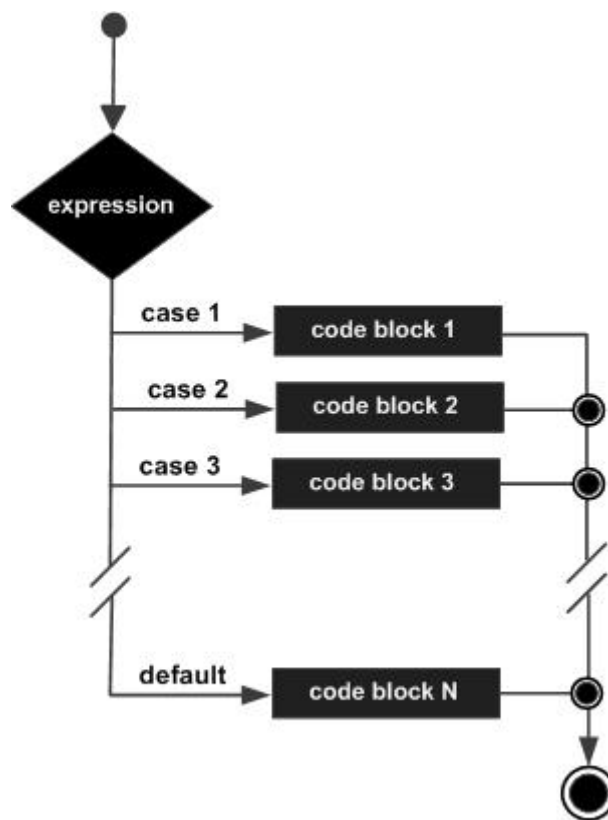 expression
case 1
code block 1
case 2
code block 2
case 3
code block 3
default
code block N